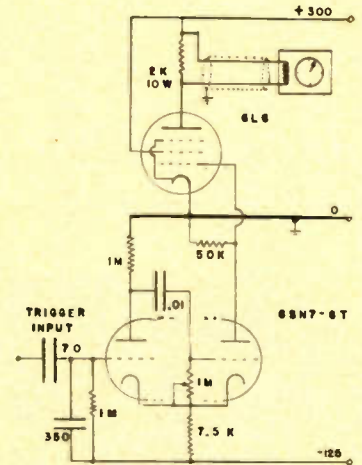 +300
2K
10W
6L6
0
50K
1M
.01
6SN7-GT
TRIGGER
INPUT
70
1M
1M
350
7.5 K
-125